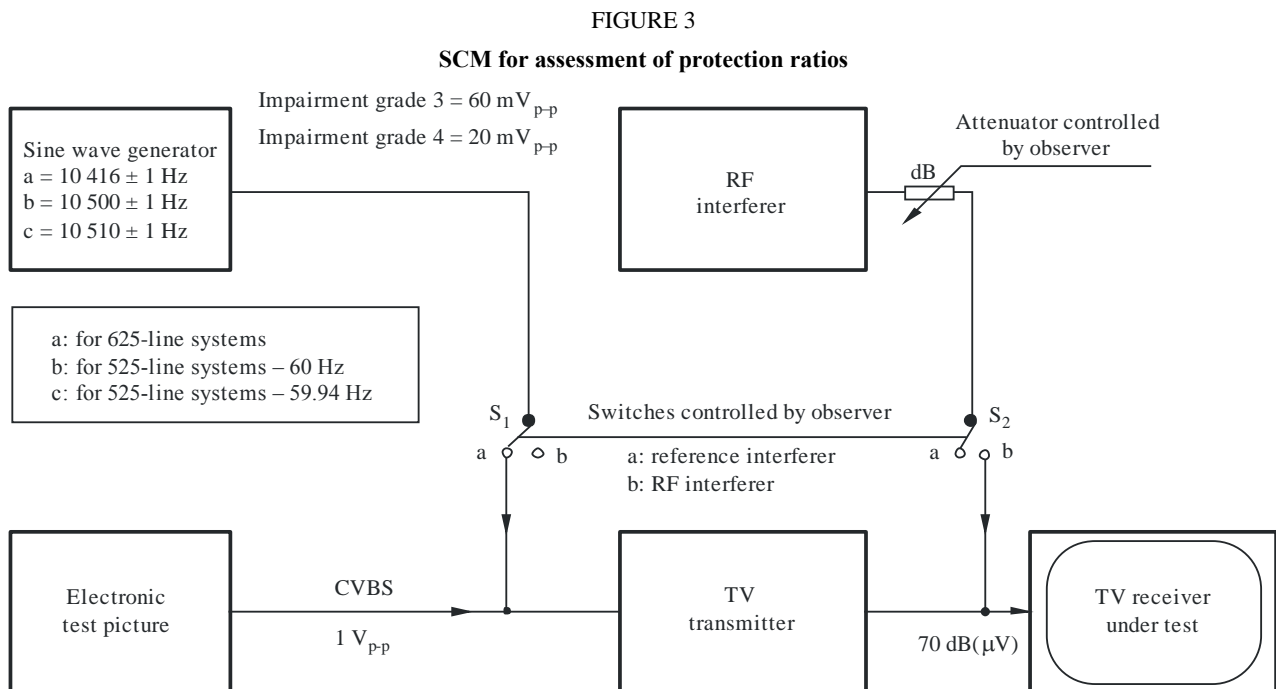 FIGURE 3
SCM for assessment of protection ratios
Impairment grade 3 = 60 mVp–p
Impairment grade 4 = 20 mVp–p
Sine wave generator
a = 10 416 ± 1 Hz
b = 10 500 ± 1 Hz
c = 10 510 ± 1 Hz
RF
interferer
dB
Attenuator controlled
by observer
a: for 625-line systems
b: for 525-line systems – 60 Hz
c: for 525-line systems – 59.94 Hz
S1
a
b
Switches controlled by observer
a: reference interferer
b: RF interferer
S2
a
b
Electronic
test picture
CVBS
1 Vp-p
TV
transmitter
70 dB(μV)
TV receiver
under test